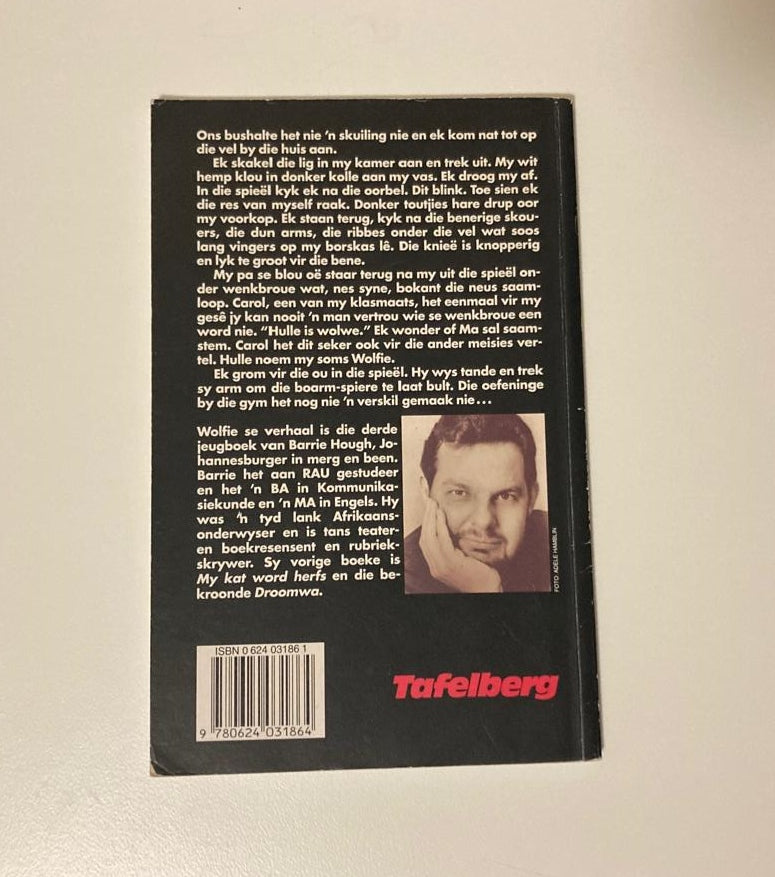 Ons bushalte het nie 'n skuiling nie en ek kom nat tot op
die vel by die huis aan.
Ek skakel die lig in my kamer aan en trek uit. My wit
hemp klou in donker kolle aan my vas. Ek droog my af.
In die spieël kyk ek na die oorbel. Dit blink. Toe sien ek
die res van myself raak. Donker toutjies hare drup oor
my voorkop. Ek staan terug, kyk na die benerige skou-
ers, die dun arms, die ribbes onder die vel wat soos
lang vingers op my borskas lê. Die knieë is knopperig
en lyk te groot vir die bene.
My pa se blou oë staar terug na my uit die spieël on-
der wenkbroue wat, nes syne, bokant die neus saam-
loop. Carol, een van my klasmaats, het eenmaal vir my
gesê jy kan nooit 'n man vertrou wie se wenkbroue een
word nie. "Hulle is wolwe." Ek wonder of Ma sal saam-
stem. Carol het dit seker ook vir die ander meisies ver-
tel. Hulle noem my soms Wolfie.
Ek grom vir die ou in die spieël. Hy wys tande en trek
sy arm om die boarm-spiere te laat bult. Die oefeninge
by die gym het nog nie 'n verskil gemaak nie...
Wolfie se verhaal is die derde
jeugboek van Barrie Hough, Jo-
hannesburger in merg en been.
Barrie het aan RAU gestudeer
en het 'n BA in Kommunika-
siekunde en 'n MA in Engels. Hy
was 'n tyd lank Afrikaans-
onderwyser en is tans teater-
en boekresensent en rubriek-
skrywer. Sy vorige boeke is
My kat word herfs en die be-
kroonde Droomwa.
FOTO: ADELE HAMBLIN
ISBN 0 624 03186 1
9 780624 031864
Tafelberg